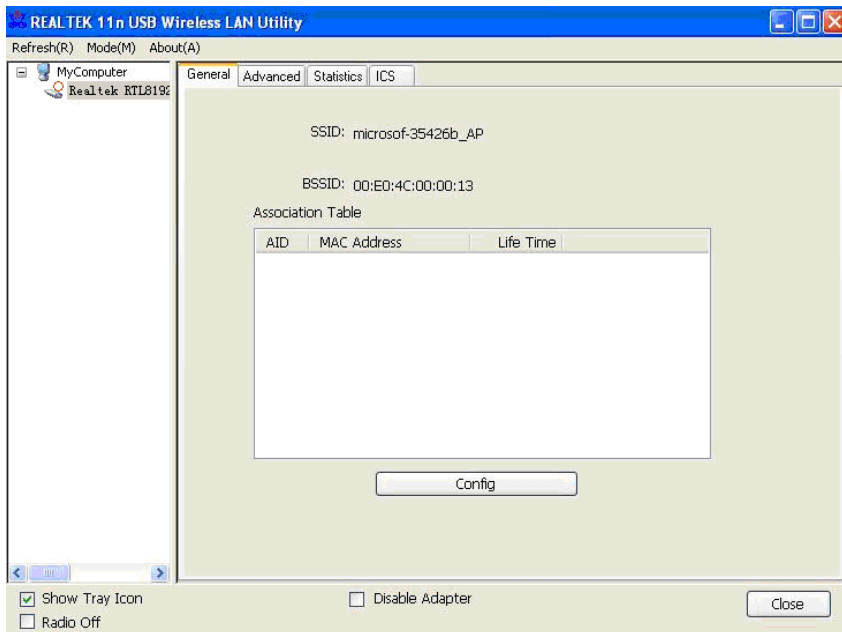 REALTEK 11n USB Wireless LAN Utility
Refresh(R) Mode(M) About(A)
MyComputer
Realtek RTL8192
General Advanced Statistics ICS
SSID: microsof-35426b_AP
BSSID: 00:E0:4C:00:00:13
Association Table
AID MAC Address Life Time
Config
Show Tray Icon
Disable Adapter
Close
Radio Off